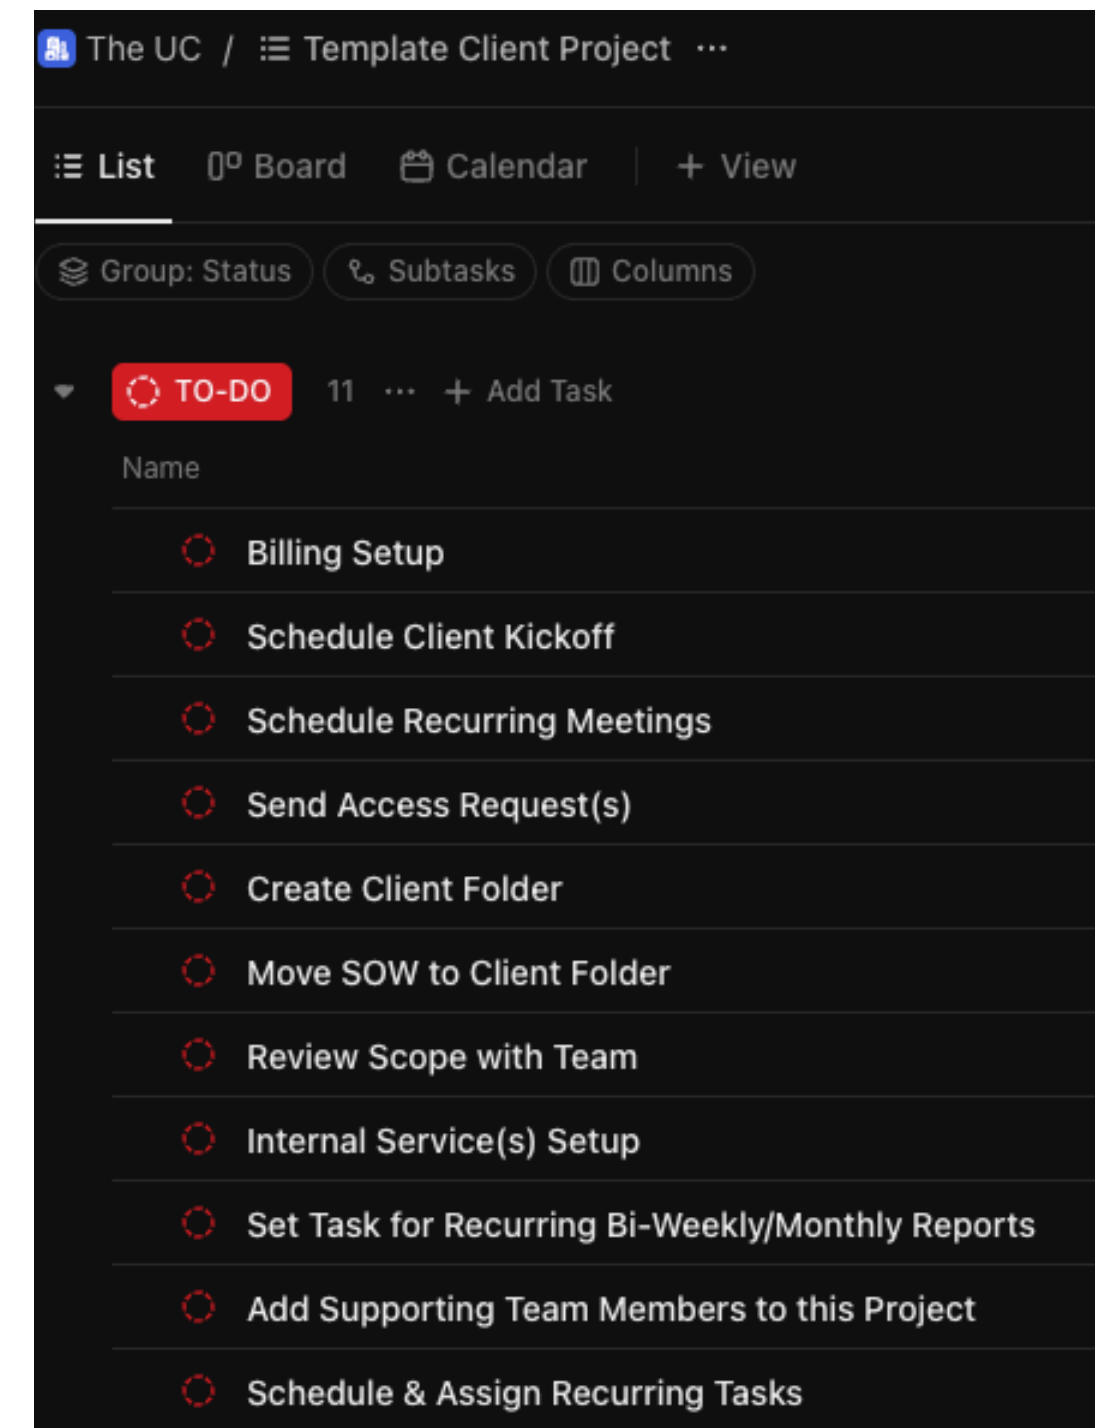 The UC / Template Client Project ...
List Board Calendar + View
Group: Status Subtasks Columns
TO-DO 11 ... + Add Task
Name
Billing Setup
Schedule Client Kickoff
Schedule Recurring Meetings
Send Access Request(s)
Create Client Folder
Move SOW to Client Folder
Review Scope with Team
Internal Service(s) Setup
Set Task for Recurring Bi-Weekly/Monthly Reports
Add Supporting Team Members to this Project
Schedule & Assign Recurring Tasks